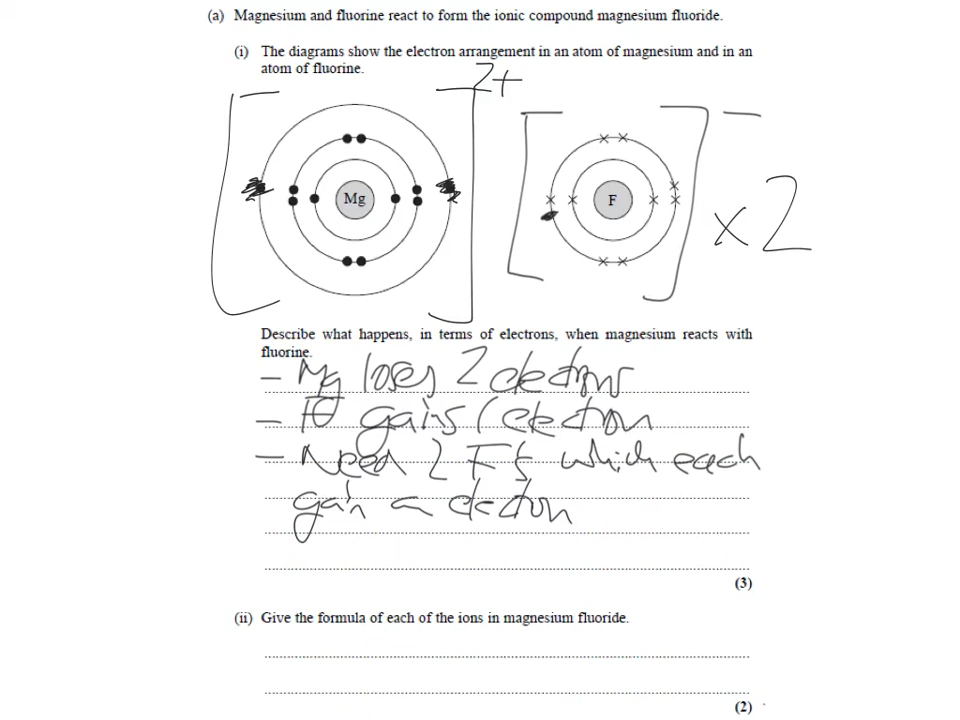 (a) Magnesium and fluorine react to form the ionic compound magnesium fluoride.
(i) The diagrams show the electron arrangement in an atom of magnesium and in an
atom of fluorine.
2+
-
Mg
F
× 2
Describe what happens, in terms of electrons, when magnesium reacts with
fluorine.
- Mg loses 2 electrons
- gains 1 electron
- Need 2 F's which each
gain a electron
(3)
(ii) Give the formula of each of the ions in magnesium fluoride.
(2)